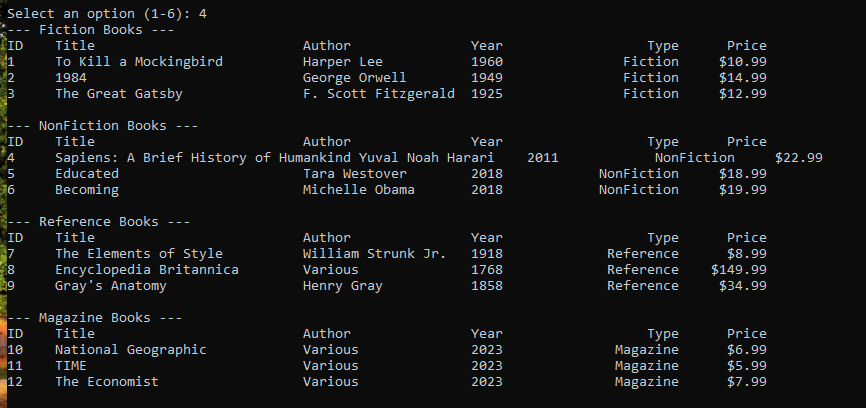 Select an option (1-6): 4
--- Fiction Books ---
ID    Title                          Author               Year                  Type      Price
1     To Kill a Mockingbird          Harper Lee           1960               Fiction     $10.99
2     1984                           George Orwell        1949               Fiction     $14.99
3     The Great Gatsby               F. Scott Fitzgerald  1925               Fiction     $12.99

--- NonFiction Books ---
ID    Title                          Author               Year                  Type      Price
4     Sapiens: A Brief History of Humankind Yuval Noah Harari    2011            NonFiction     $22.99
5     Educated                       Tara Westover        2018            NonFiction     $18.99
6     Becoming                       Michelle Obama       2018            NonFiction     $19.99

--- Reference Books ---
ID    Title                          Author               Year                  Type      Price
7     The Elements of Style          William Strunk Jr.   1918             Reference      $8.99
8     Encyclopedia Britannica        Various              1768             Reference    $149.99
9     Gray's Anatomy                 Henry Gray           1858             Reference     $34.99

--- Magazine Books ---
ID    Title                          Author               Year                  Type      Price
10    National Geographic            Various              2023              Magazine      $6.99
11    TIME                           Various              2023              Magazine      $5.99
12    The Economist                  Various              2023              Magazine      $7.99